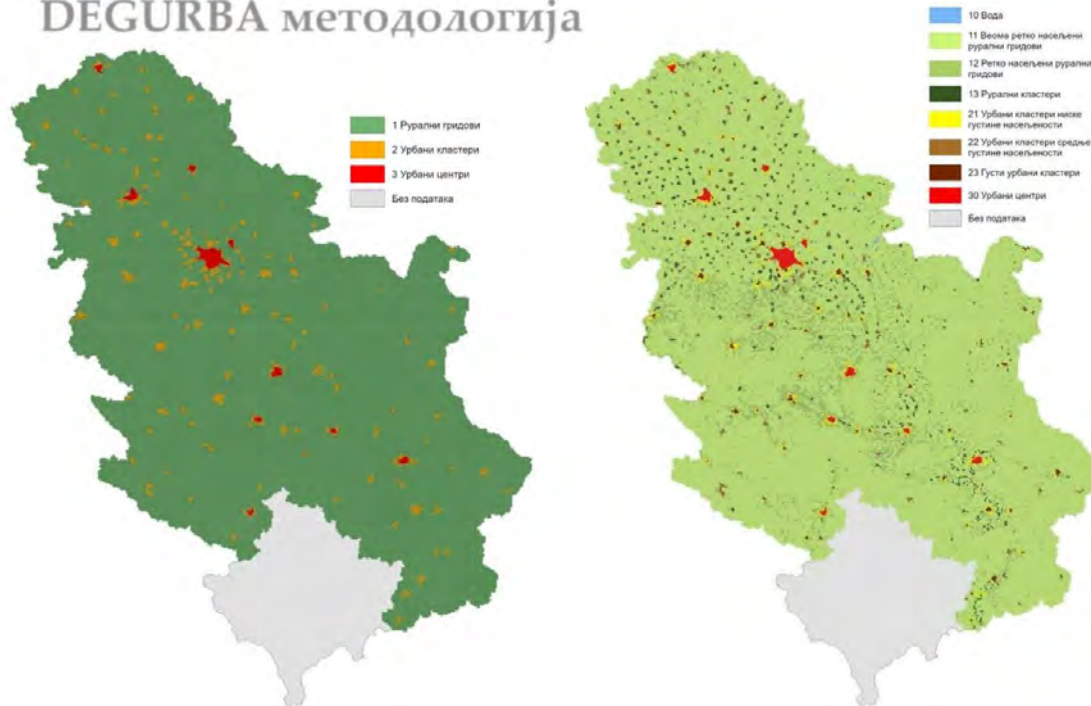 DEGURBA методологија
1 Рурални гридови
2 Урбани кластери
3 Урбани центри
Без података
10 Вода
11 Веома ретко насељени
рурални гридови
12 Ретко насељени рурални
гридови
13 Рурални кластери
21 Урбани кластери ниске
густине насељености
22 Урбани кластери средње
густине насељености
23 Густи урбани кластери
30 Урбани центри
Без података